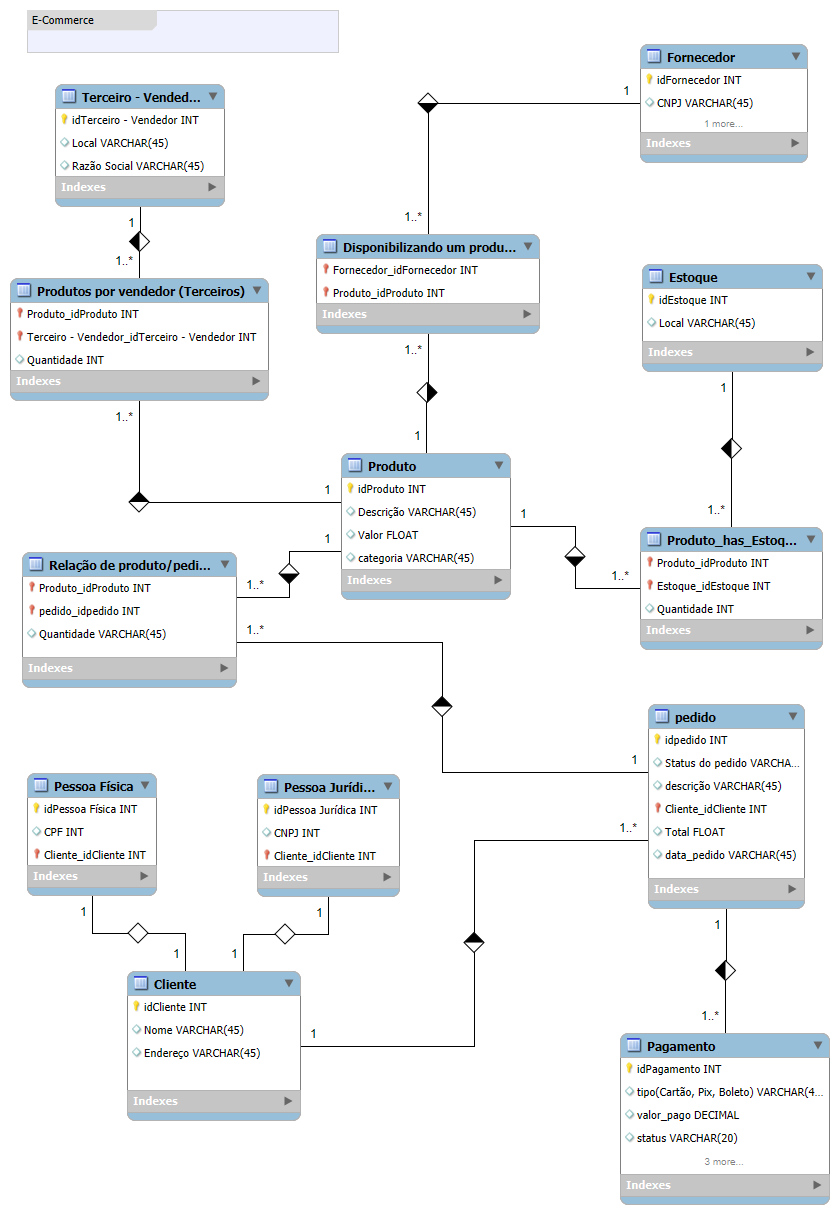 E-Commerce
Fornecedor
idFornecedor INT
CNPJ VARCHAR(45)
1 more...
Indexes
1
1..*
Terceiro - Vended...
idTerceiro - Vendedor INT
Local VARCHAR(45)
Razão Social VARCHAR(45)
Indexes
1
1..*
Disponibilizando um produ...
Fornecedor_idFornecedor INT
Produto_idProduto INT
Indexes
1..*
1
Estoque
idEstoque INT
Local VARCHAR(45)
Indexes
1
1..*
Produtos por vendedor (Terceiros)
Produto_idProduto INT
Terceiro - Vendedor_idTerceiro - Vendedor INT
Quantidade INT
Indexes
1..*
1
Produto
idProduto INT
Descrição VARCHAR(45)
Valor FLOAT
categoria VARCHAR(45)
Indexes
1
1..*
1
1..*
Produto_has_Estoq...
Produto_idProduto INT
Estoque_idEstoque INT
Quantidade INT
Indexes
Relação de produto/pedi...
Produto_idProduto INT
pedido_idpedido INT
Quantidade VARCHAR(45)
Indexes
1..*
1
pedido
idpedido INT
Status do pedido VARCHA...
descrição VARCHAR(45)
Cliente_idCliente INT
Total FLOAT
data_pedido VARCHAR(45)
Indexes
1..*
1
1..*
Pessoa Física
idPessoa Física INT
CPF INT
Cliente_idCliente INT
Indexes
1
1
Pessoa Jurídi...
idPessoa Jurídica INT
CNPJ INT
Cliente_idCliente INT
Indexes
1
1
Cliente
idCliente INT
Nome VARCHAR(45)
Endereço VARCHAR(45)
Indexes
1
Pagamento
idPagamento INT
tipo(Cartão, Pix, Boleto) VARCHAR(4...
valor_pago DECIMAL
status VARCHAR(20)
3 more...
Indexes